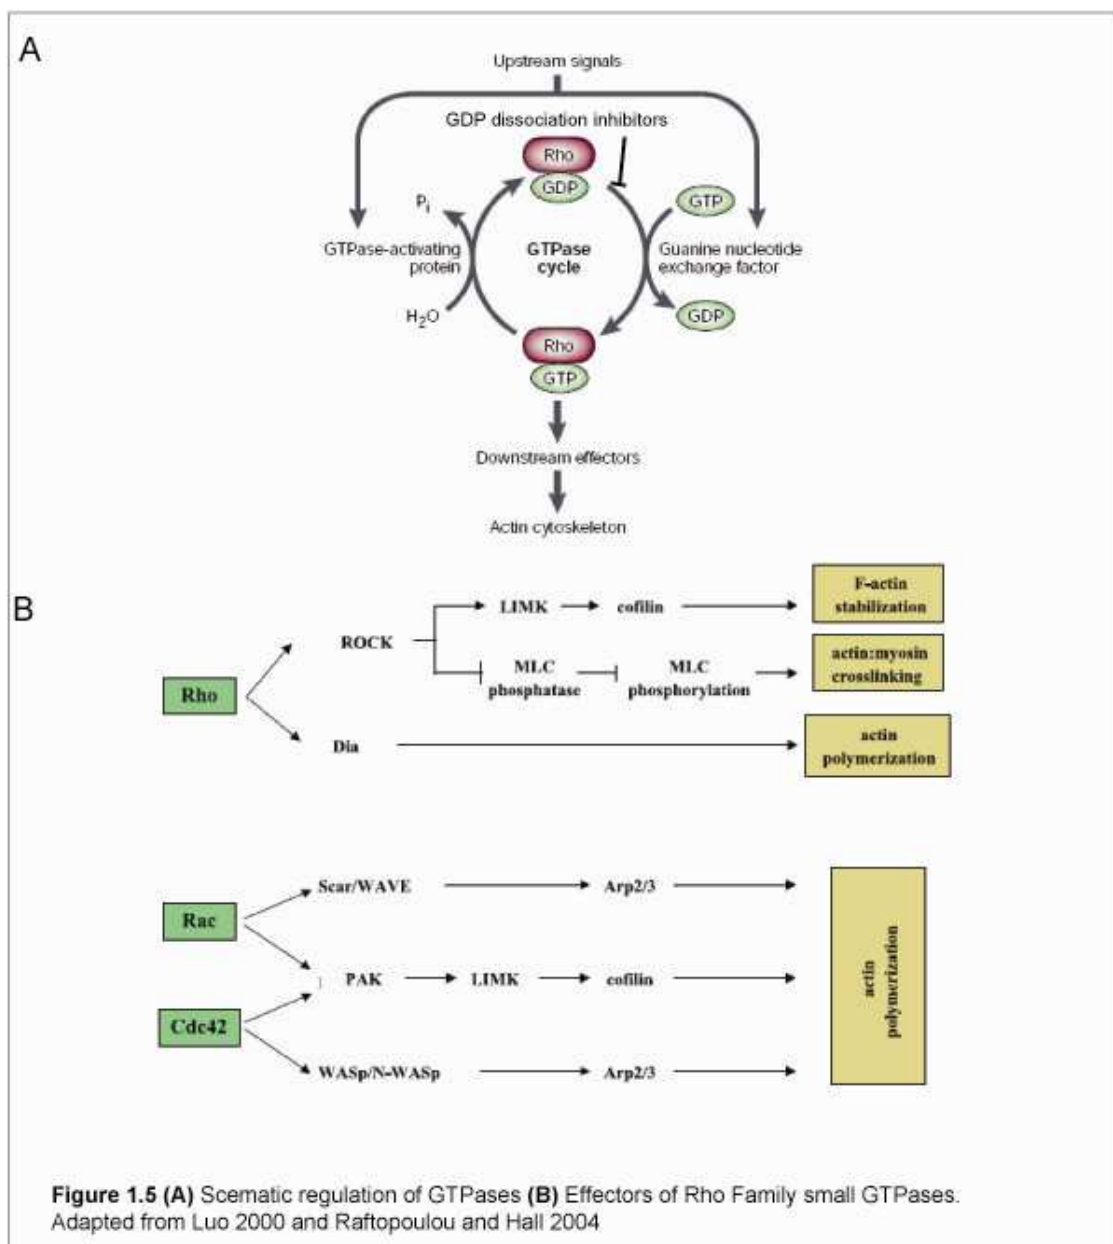 A
Upstream signals
GDP dissociation inhibitors
Rho
GDP
Pi
GTP
GTPase-activating
protein
GTPase
cycle
Guanine nucleotide
exchange factor
H2O
GDP
Rho
GTP
Downstream effectors
Actin cytoskeleton
B
Rho
ROCK
LIMK
cofilin
F-actin
stabilization
MLC
phosphatase
MLC
phosphorylation
actin:myosin
crosslinking
Dia
actin
polymerization
Rac
Scar/WAVE
Arp2/3
PAK
LIMK
cofilin
Cdc42
WASp/N-WASp
Arp2/3
actin
polymerization
Figure 1.5 (A) Scematic regulation of GTPases (B) Effectors of Rho Family small GTPases.
Adapted from Luo 2000 and Raftopoulou and Hall 2004